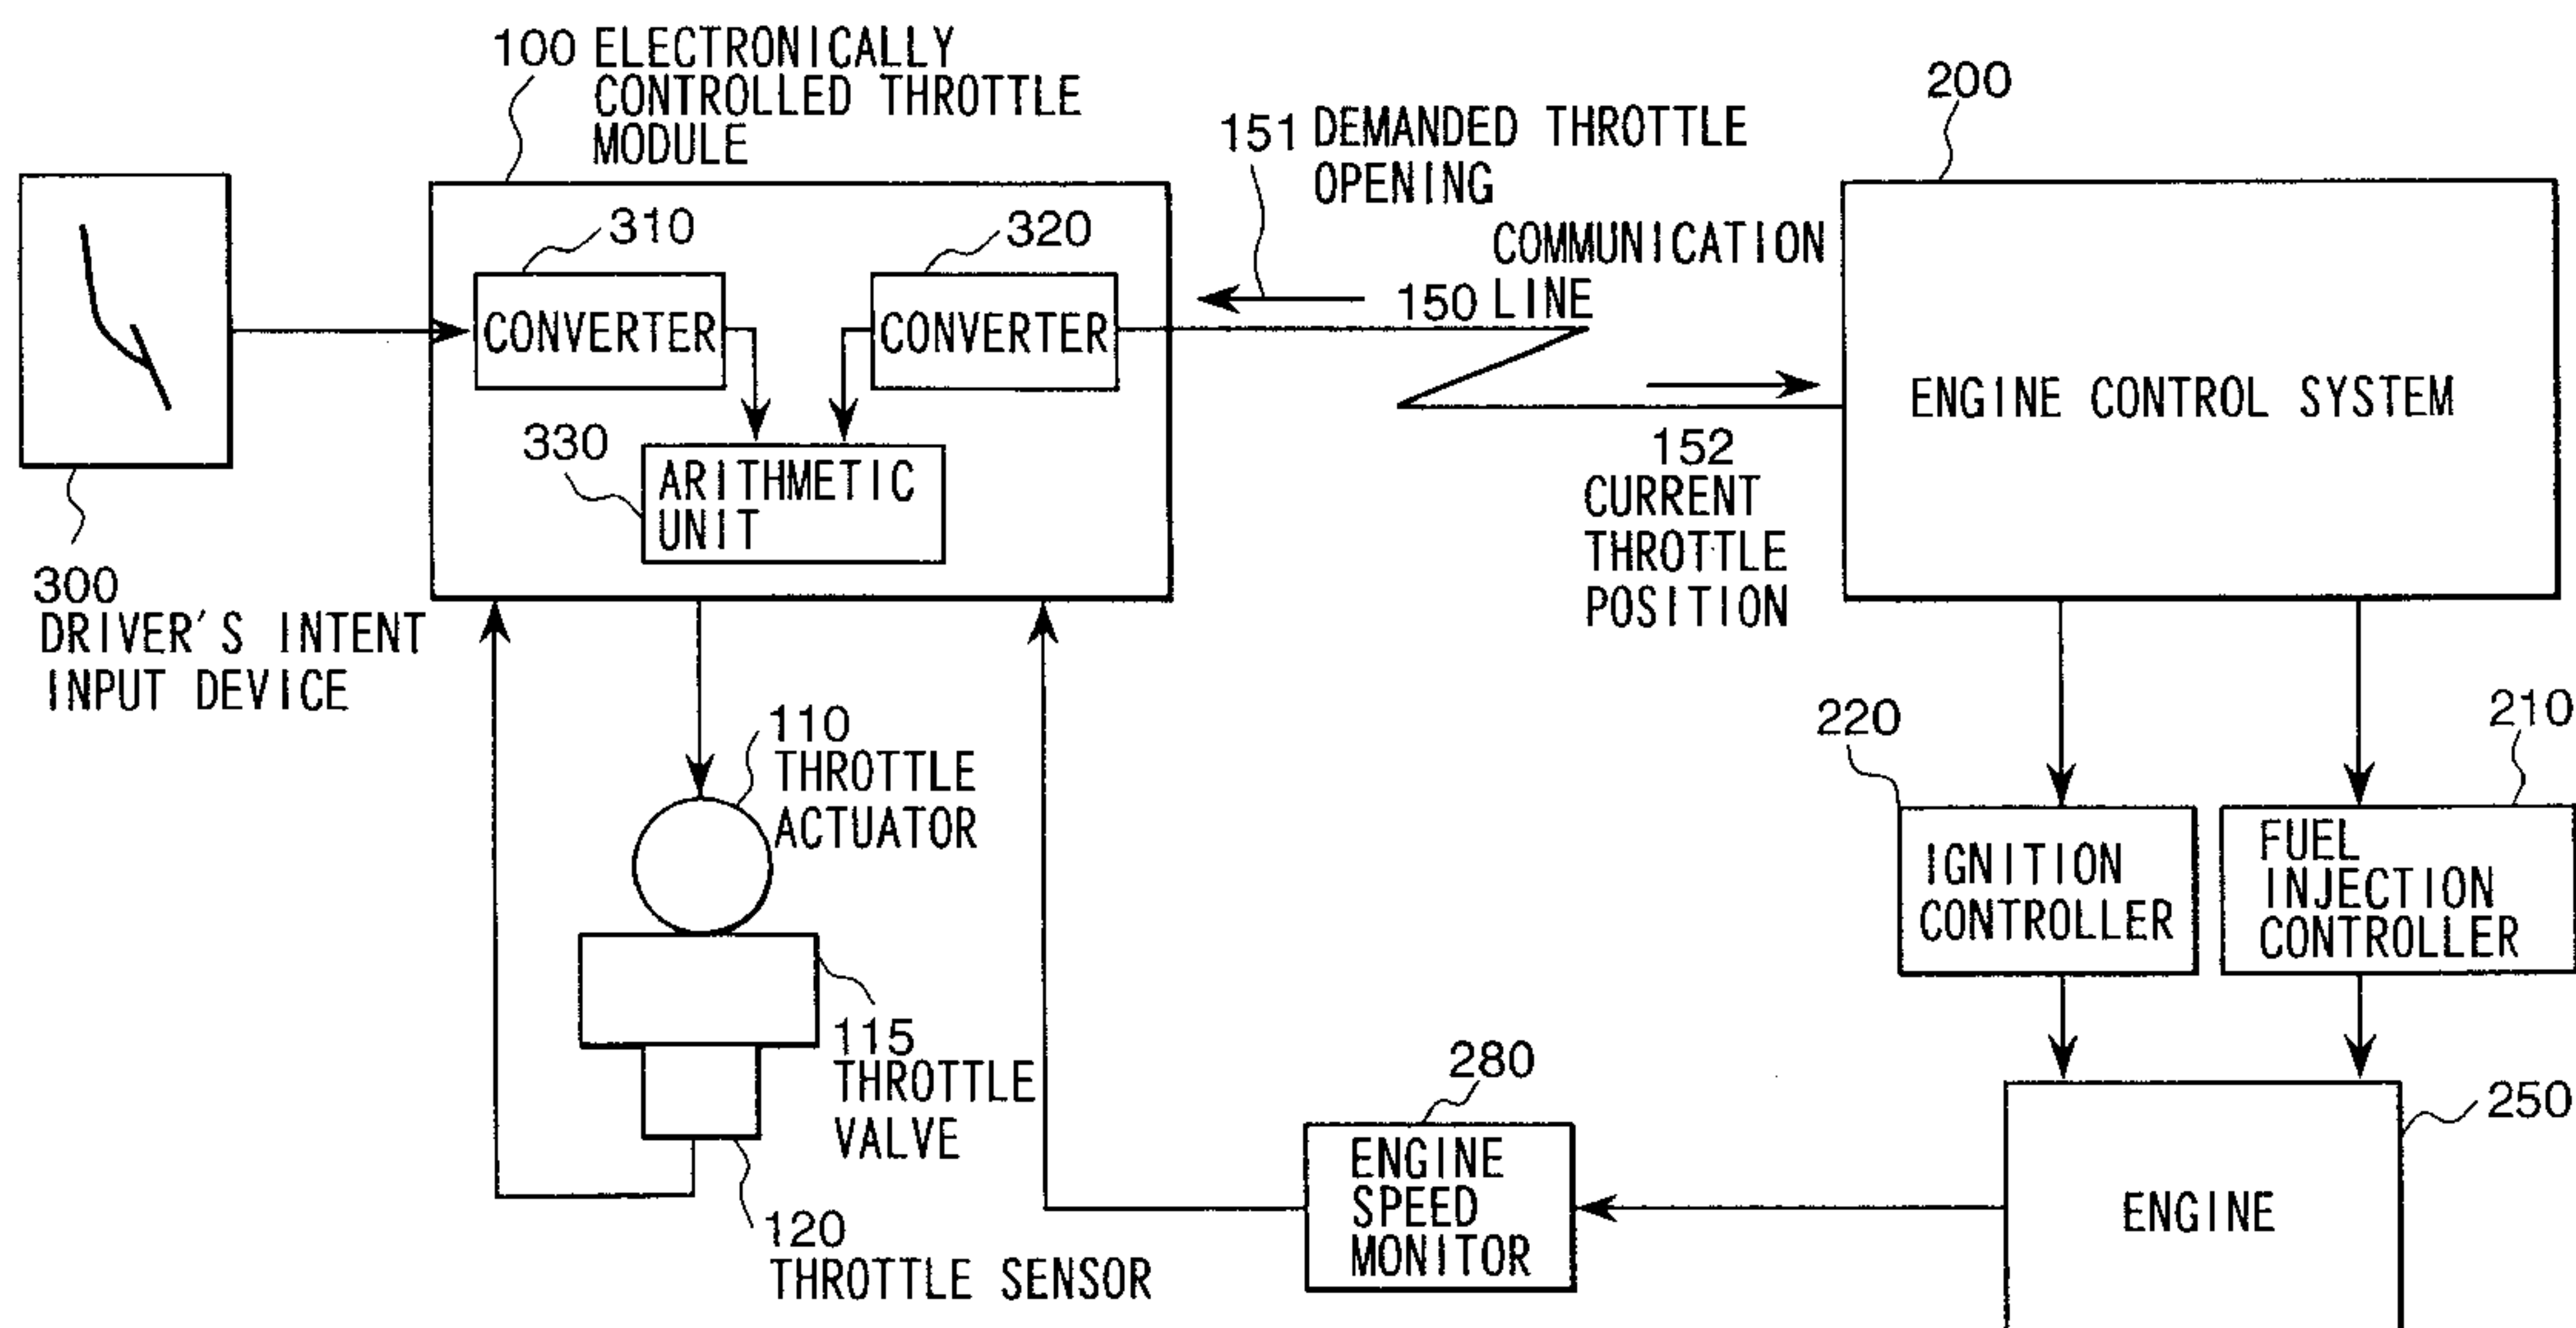 100 ELECTRONICALLY
CONTROLLED THROTTLE
MODULE
200
151 DEMANDED THROTTLE
OPENING
310
320
COMMUNICATION
150 LINE
CONVERTER
CONVERTER
ENGINE CONTROL SYSTEM
330
ARITHMETIC
UNIT
152
CURRENT
THROTTLE
POSITION
300
DRIVER'S INTENT
INPUT DEVICE
110
THROTTLE
ACTUATOR
220
210
IGNITION
CONTROLLER
FUEL
INJECTION
CONTROLLER
115
THROTTLE
VALVE
280
250
ENGINE
SPEED
MONITOR
ENGINE
120
THROTTLE SENSOR